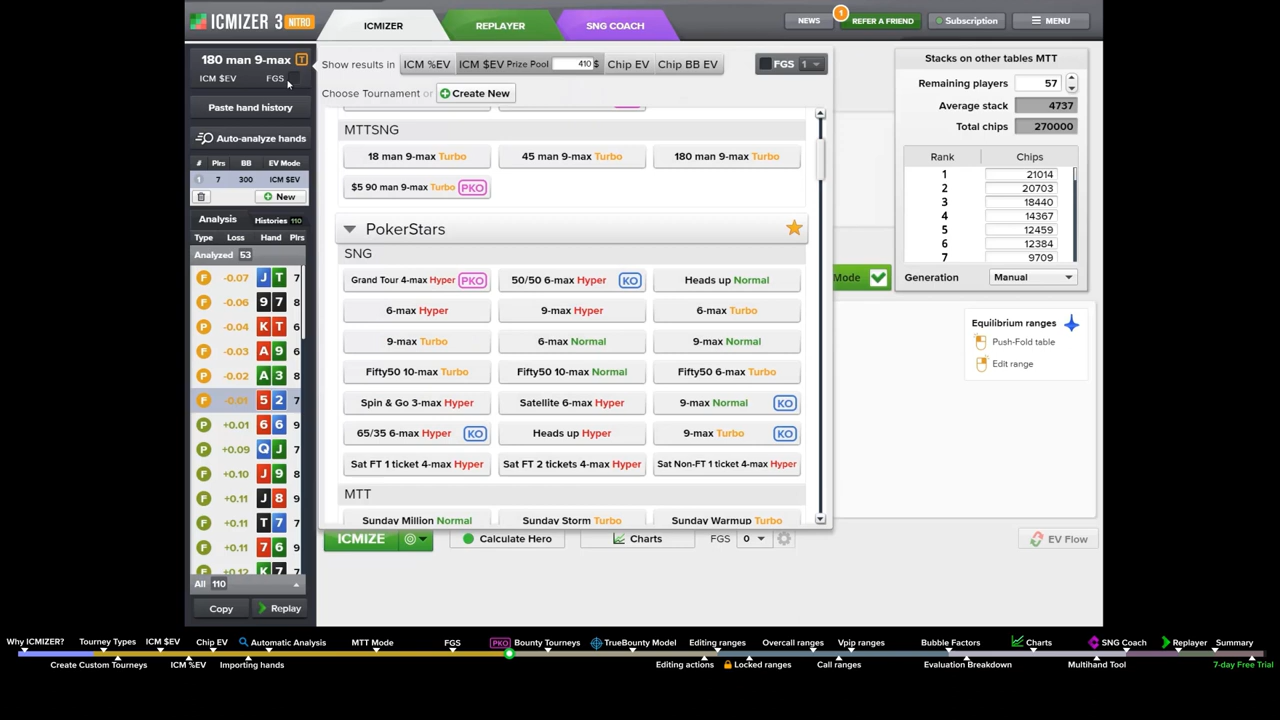 ICMIZER 3 NITRO
ICMIZER
REPLAYER
SNG COACH
NEWS
1
REFER A FRIEND
Subscription
MENU
180 man 9-max T
ICM $EV FGS
Paste hand history
Auto-analyze hands
# Plrs BB EV Mode
1 7 300 ICM $EV
New
Analysis Histories 110
Type Loss Hand Plrs
Analyzed 53
F -0.07 J T 7
F -0.06 9 7 8
P -0.04 K T 6
F -0.03 A 9 6
P -0.02 A 3 8
F -0.01 5 2 7
P +0.01 6 6 9
P +0.09 Q J 7
F +0.10 J 9 8
F +0.11 J 8 9
F +0.11 T 7 7
F +0.11 7 6 9
F +0.12 K 7 7
All 110
Copy Replay
Show results in ICM %EV ICM $EV Prize Pool 410 $ Chip EV Chip BB EV
FGS 1
Choose Tournament or Create New
MTTSNG
18 man 9-max Turbo 45 man 9-max Turbo 180 man 9-max Turbo
$5 90 man 9-max Turbo PKO
PokerStars
SNG
Grand Tour 4-max Hyper PKO 50/50 6-max Hyper KO Heads up Normal
6-max Hyper 9-max Hyper 6-max Turbo
9-max Turbo 6-max Normal 9-max Normal
Fifty50 10-max Turbo Fifty50 10-max Normal Fifty50 6-max Turbo
Spin & Go 3-max Hyper Satellite 6-max Hyper 9-max Normal KO
65/35 6-max Hyper KO Heads up Hyper 9-max Turbo KO
Sat FT 1 ticket 4-max Hyper Sat FT 2 tickets 4-max Hyper Sat Non-FT 1 ticket 4-max Hyper
MTT
Sunday Million Normal Sunday Storm Turbo Sunday Warmup Turbo
Mode
ICMIZE Calculate Hero Charts FGS 0 EV Flow
Stacks on other tables MTT
Remaining players 57
Average stack 4737
Total chips 270000
Rank Chips
1 21014
2 20703
3 18440
4 14367
5 12459
6 12384
7 9709
Generation Manual
Equilibrium ranges
Push-Fold table
Edit range
Why ICMIZER? Tourney Types ICM $EV Chip EV Automatic Analysis MTT Mode FGS PKO Bounty Tourneys TrueBounty Model Editing ranges Overcall ranges Vpip ranges Bubble Factors Charts SNG Coach Replayer Summary
Create Custom Tourneys ICM %EV Importing hands Editing actions Locked ranges Call ranges Evaluation Breakdown Multihand Tool 7-day Free Trial